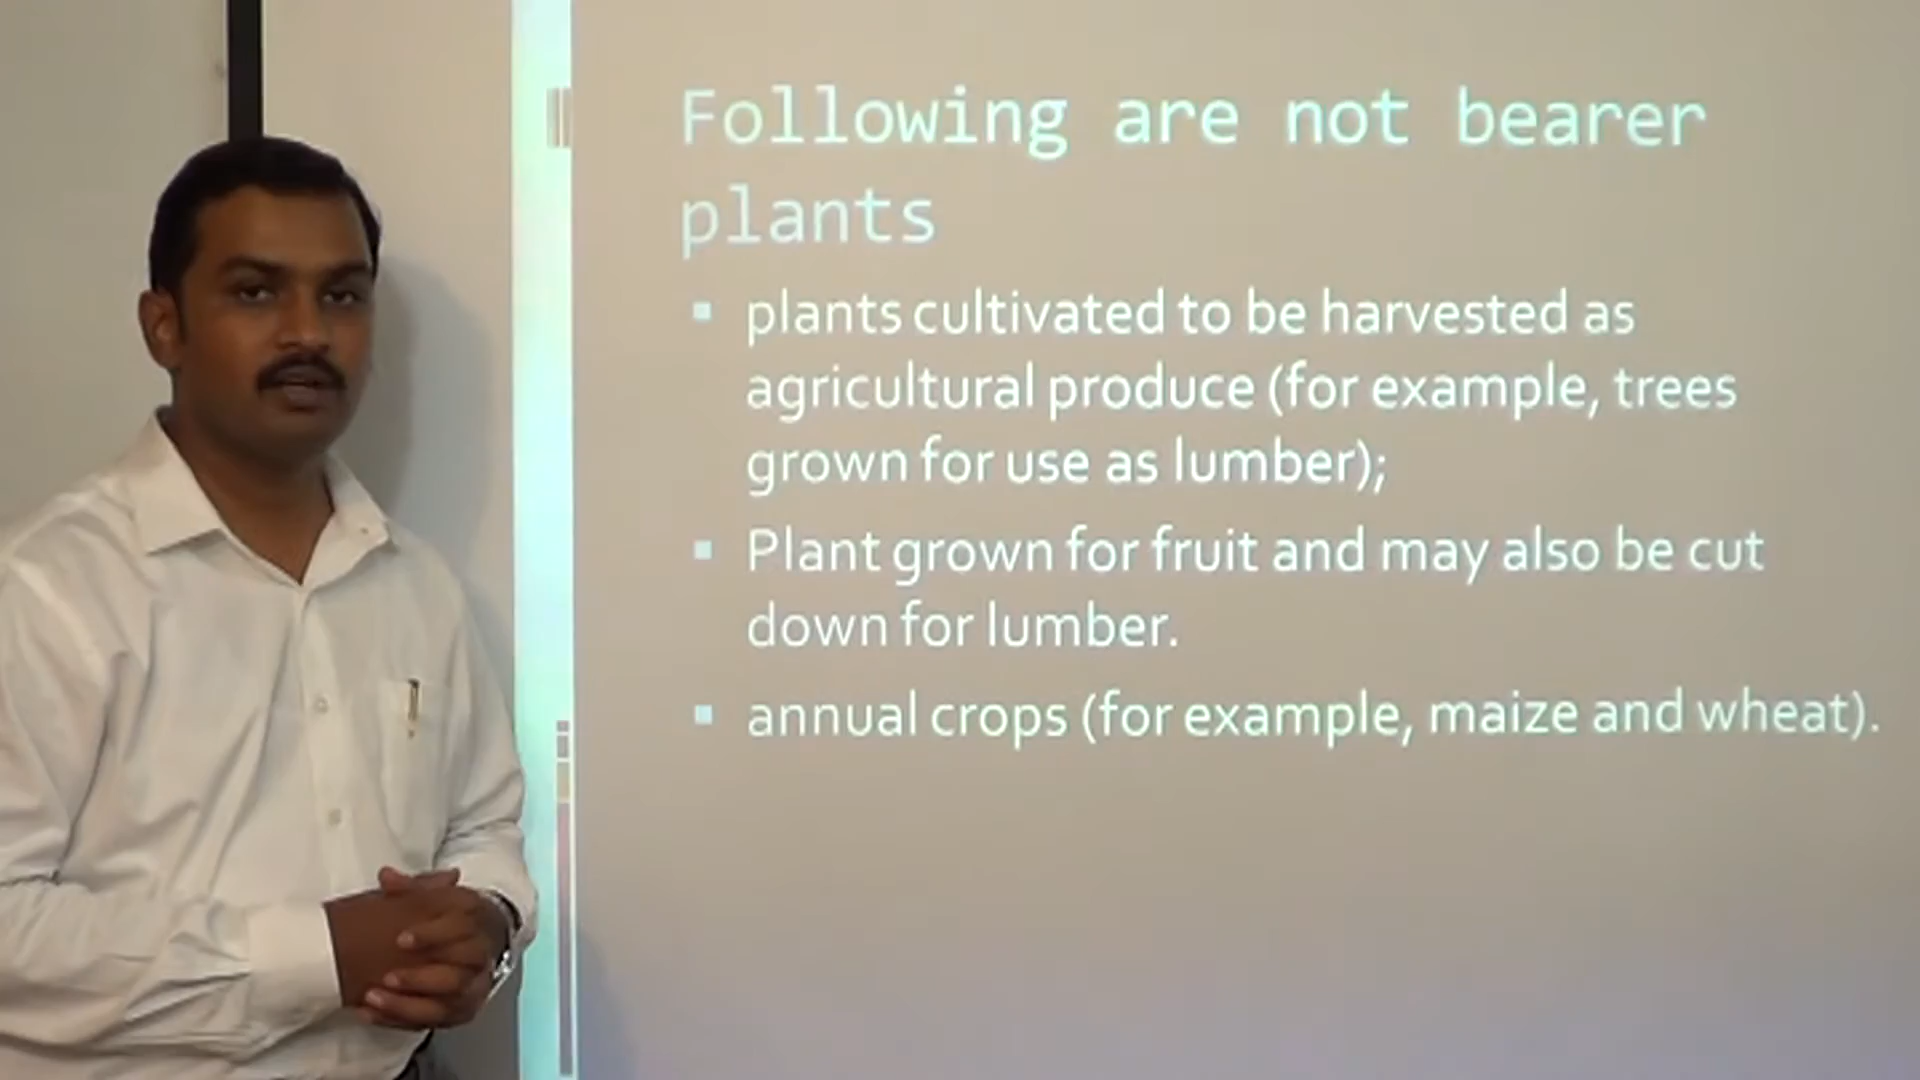 Following are not bearer
plants
plants cultivated to be harvested as
agricultural produce (for example, trees
grown for use as lumber);
Plant grown for fruit and may also be cut
down for lumber.
annual crops (for example, maize and wheat).